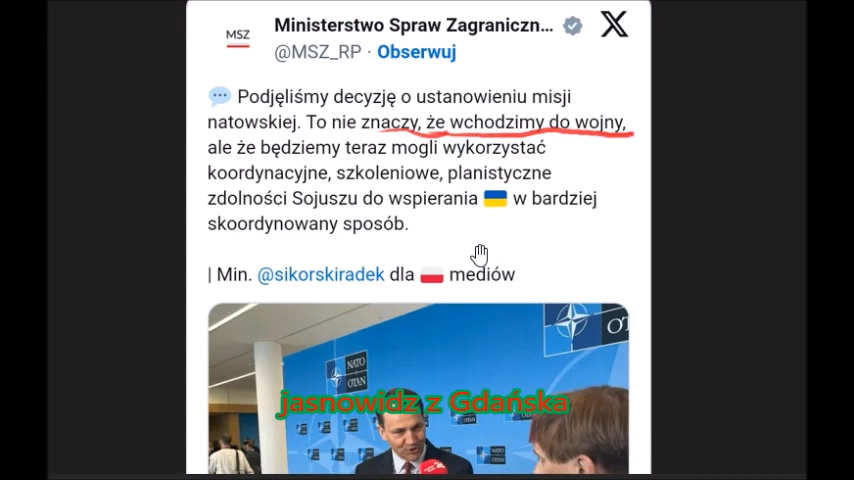 MSZ
Ministerstwo Spraw Zagraniczn...
X
@MSZ_RP · Obserwuj
💬 Podjęliśmy decyzję o ustanowieniu misji
natowskiej. To nie znaczy, że wchodzimy do wojny,
ale że będziemy teraz mogli wykorzystać
koordynacyjne, szkoleniowe, planistyczne
zdolności Sojuszu do wspierania 🇺🇦 w bardziej
skoordynowany sposób.
| Min. @sikorskiradek dla 🇵🇱 mediów
NATO
OTAN
OT
jasnowidz z Gdańska